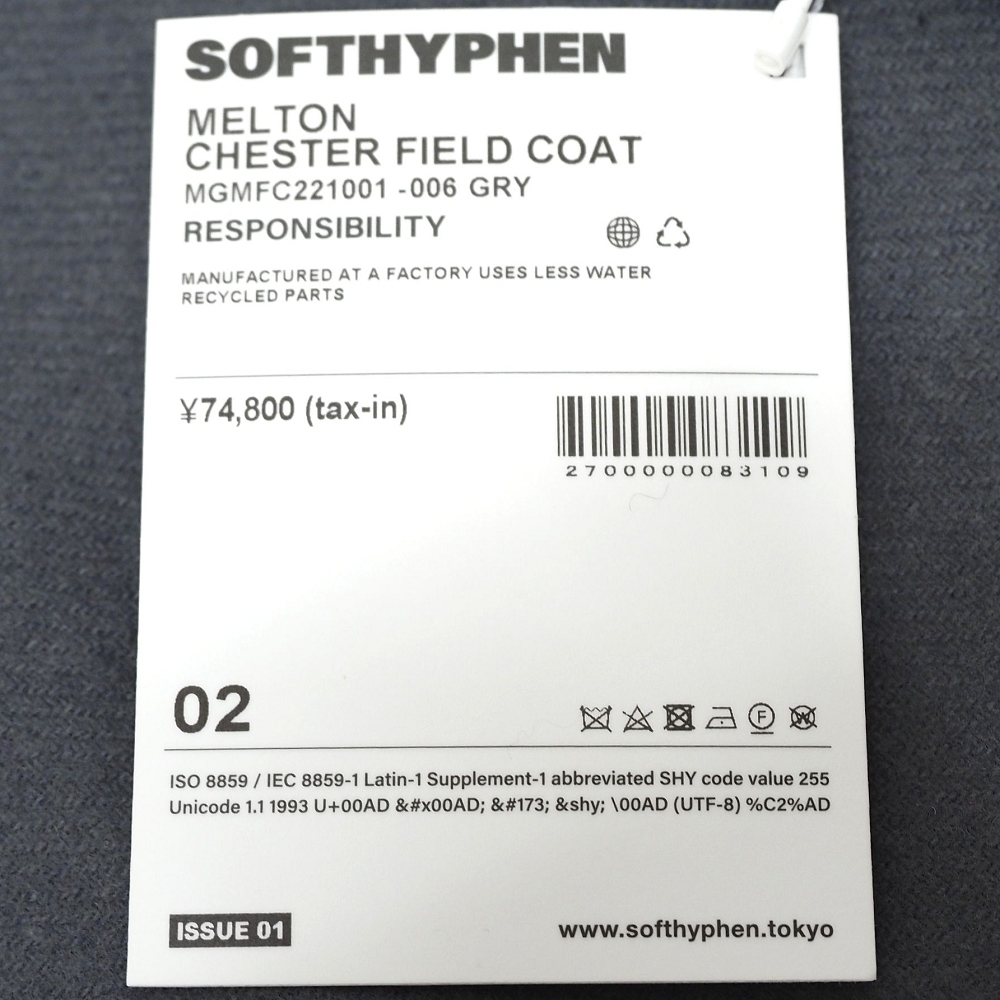 SOFTHYPHEN
MELTON
CHESTER FIELD COAT
MGMFC221001 -006 GRY
RESPONSIBILITY
MANUFACTURED AT A FACTORY USES LESS WATER
RECYCLED PARTS
¥74,800 (tax-in)
2700000083109
02
F
W
ISO 8859 / IEC 8859-1 Latin-1 Supplement-1 abbreviated SHY code value 255
Unicode 1.1 1993 U+00AD &#x00AD; &#173; &shy; \00AD (UTF-8) %C2%AD
ISSUE 01
www.softhyphen.tokyo